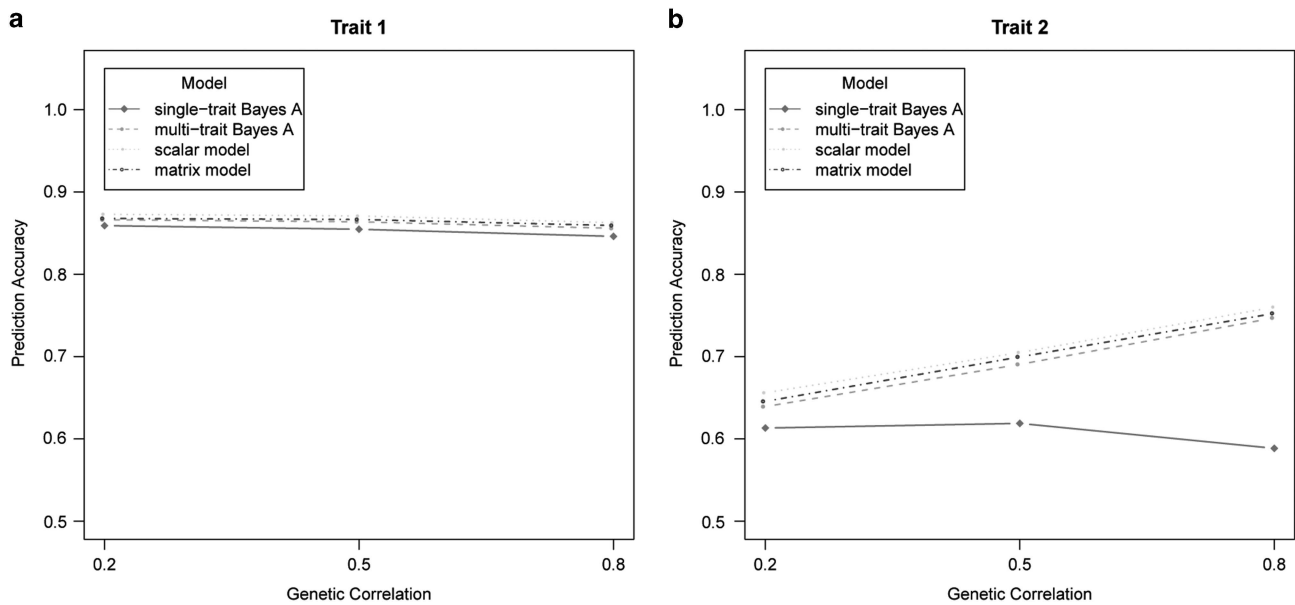 a
Trait 1
Model
single−trait Bayes A
multi−trait Bayes A
scalar model
matrix model
1.0
0.9
0.8
0.7
0.6
0.5
Prediction Accuracy
0.2
0.5
0.8
Genetic Correlation
b
Trait 2
Model
single−trait Bayes A
multi−trait Bayes A
scalar model
matrix model
1.0
0.9
0.8
0.7
0.6
0.5
Prediction Accuracy
0.2
0.5
0.8
Genetic Correlation